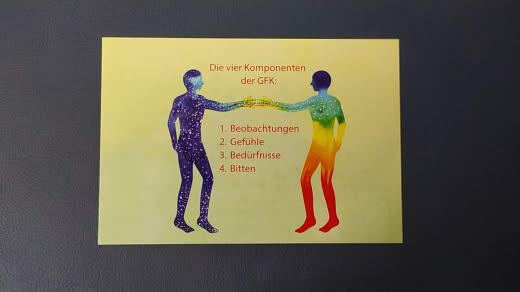 Die vier Komponenten
der GFK:
1. Beobachtungen
2. Gefühle
3. Bedürfnisse
4. Bitten